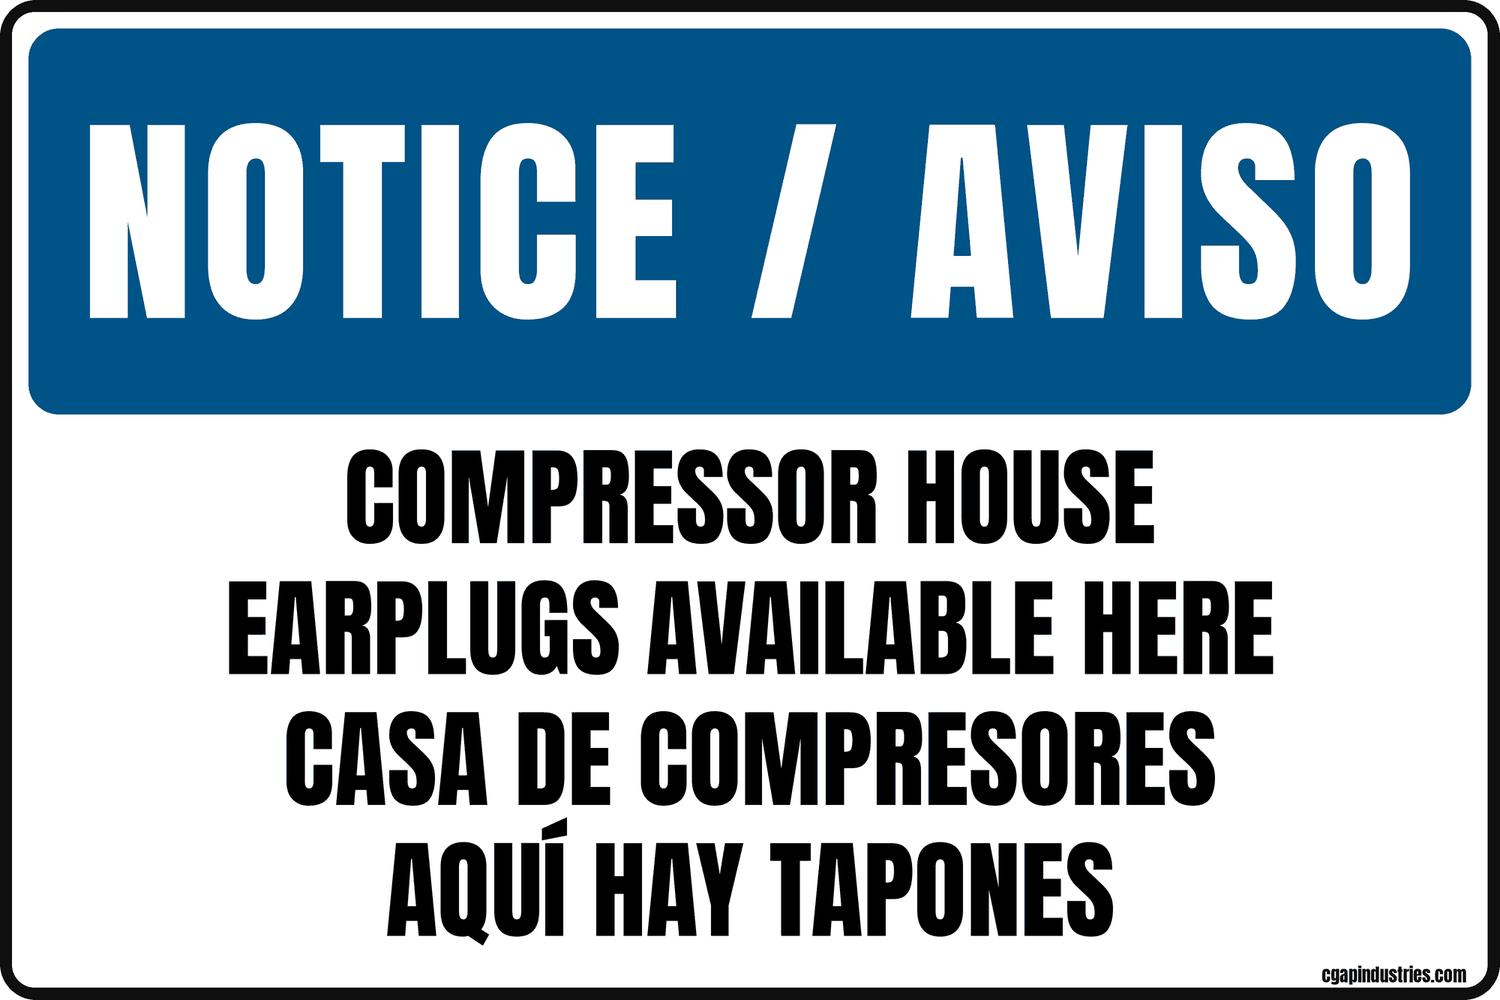 NOTICE / AVISO
COMPRESSOR HOUSE
EARPLUGS AVAILABLE HERE
CASA DE COMPRESORES
AQUÍ HAY TAPONES
cgapindustries.com